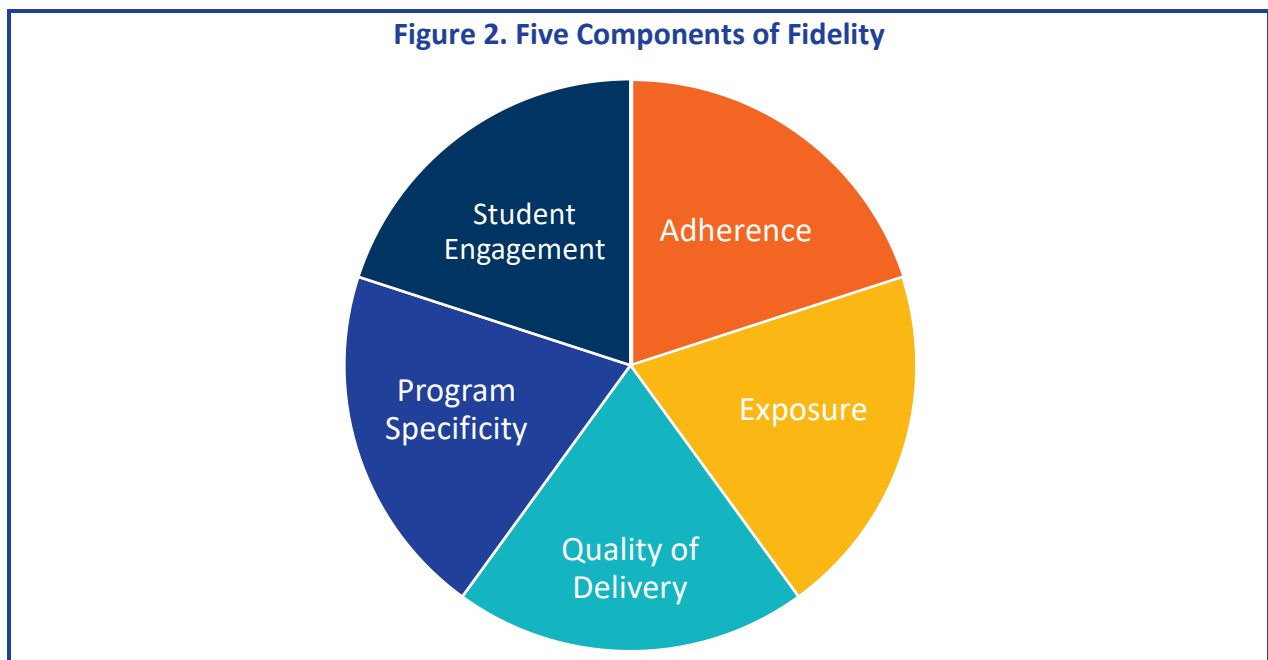 Figure 2. Five Components of Fidelity
Student
Engagement
Adherence
Program
Specificity
Exposure
Quality of
Delivery